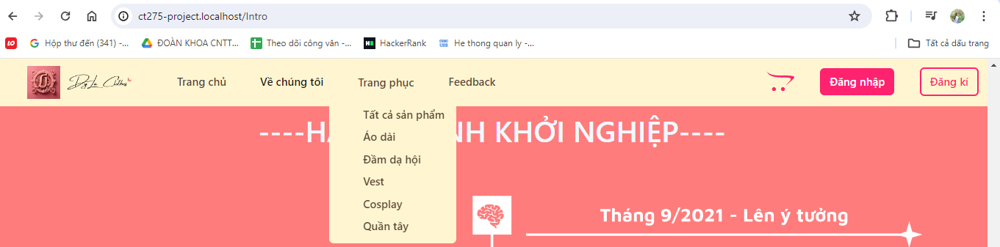 ct275-project.localhost/Intro
Hộp thư đến (341) -... ĐOÀN KHOA CNTT... Theo dõi công văn -... HackerRank He thong quan ly -... Tất cả dấu trang
Trang chủ Về chúng tôi Trang phục Feedback Đăng nhập Đăng kí
Tất cả sản phẩm
Áo dài
Đầm dạ hội
Vest
Cosplay
Quần tây
KHỞI NGHIỆP----
Tháng 9/2021 - Lên ý tưởng